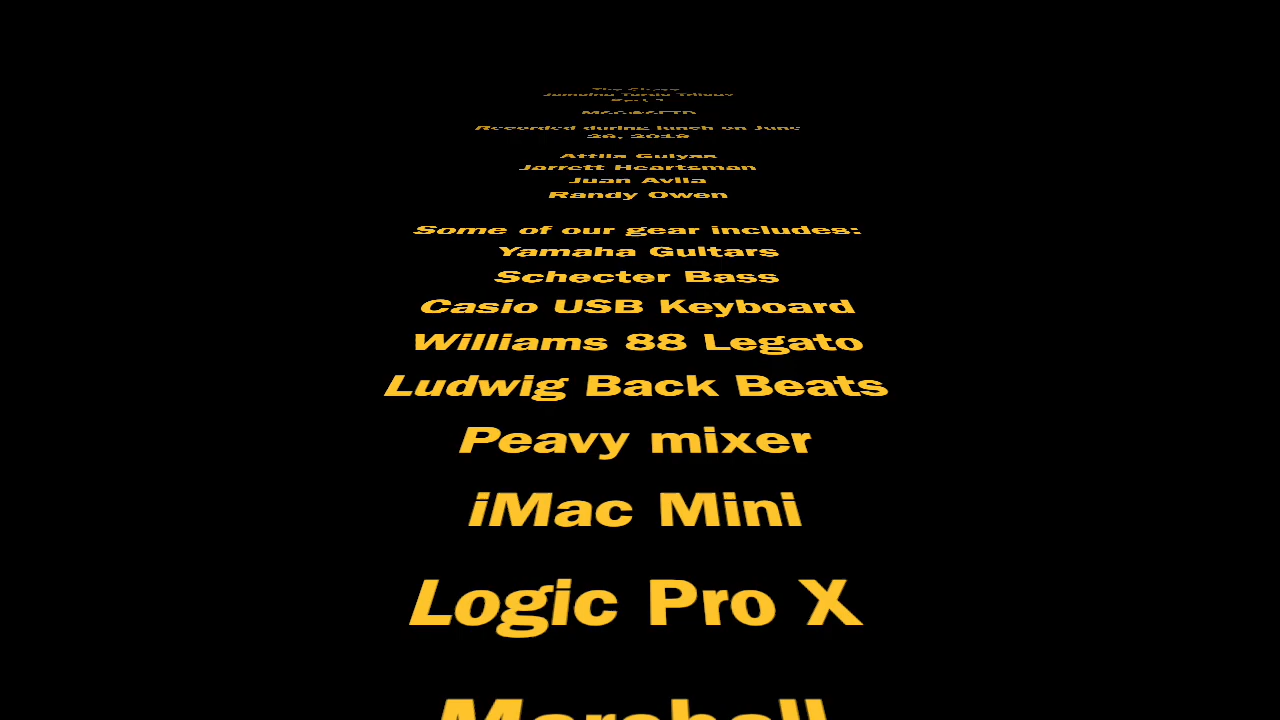 Recorded during lunch on June
26, 2018
Attila Gulyas
Jarrett Heartsman
Juan Avila
Randy Owen
Some of our gear includes:
Yamaha Guitars
Schecter Bass
Casio USB Keyboard
Williams 88 Legato
Ludwig Back Beats
Peavy mixer
iMac Mini
Logic Pro X
Marshall